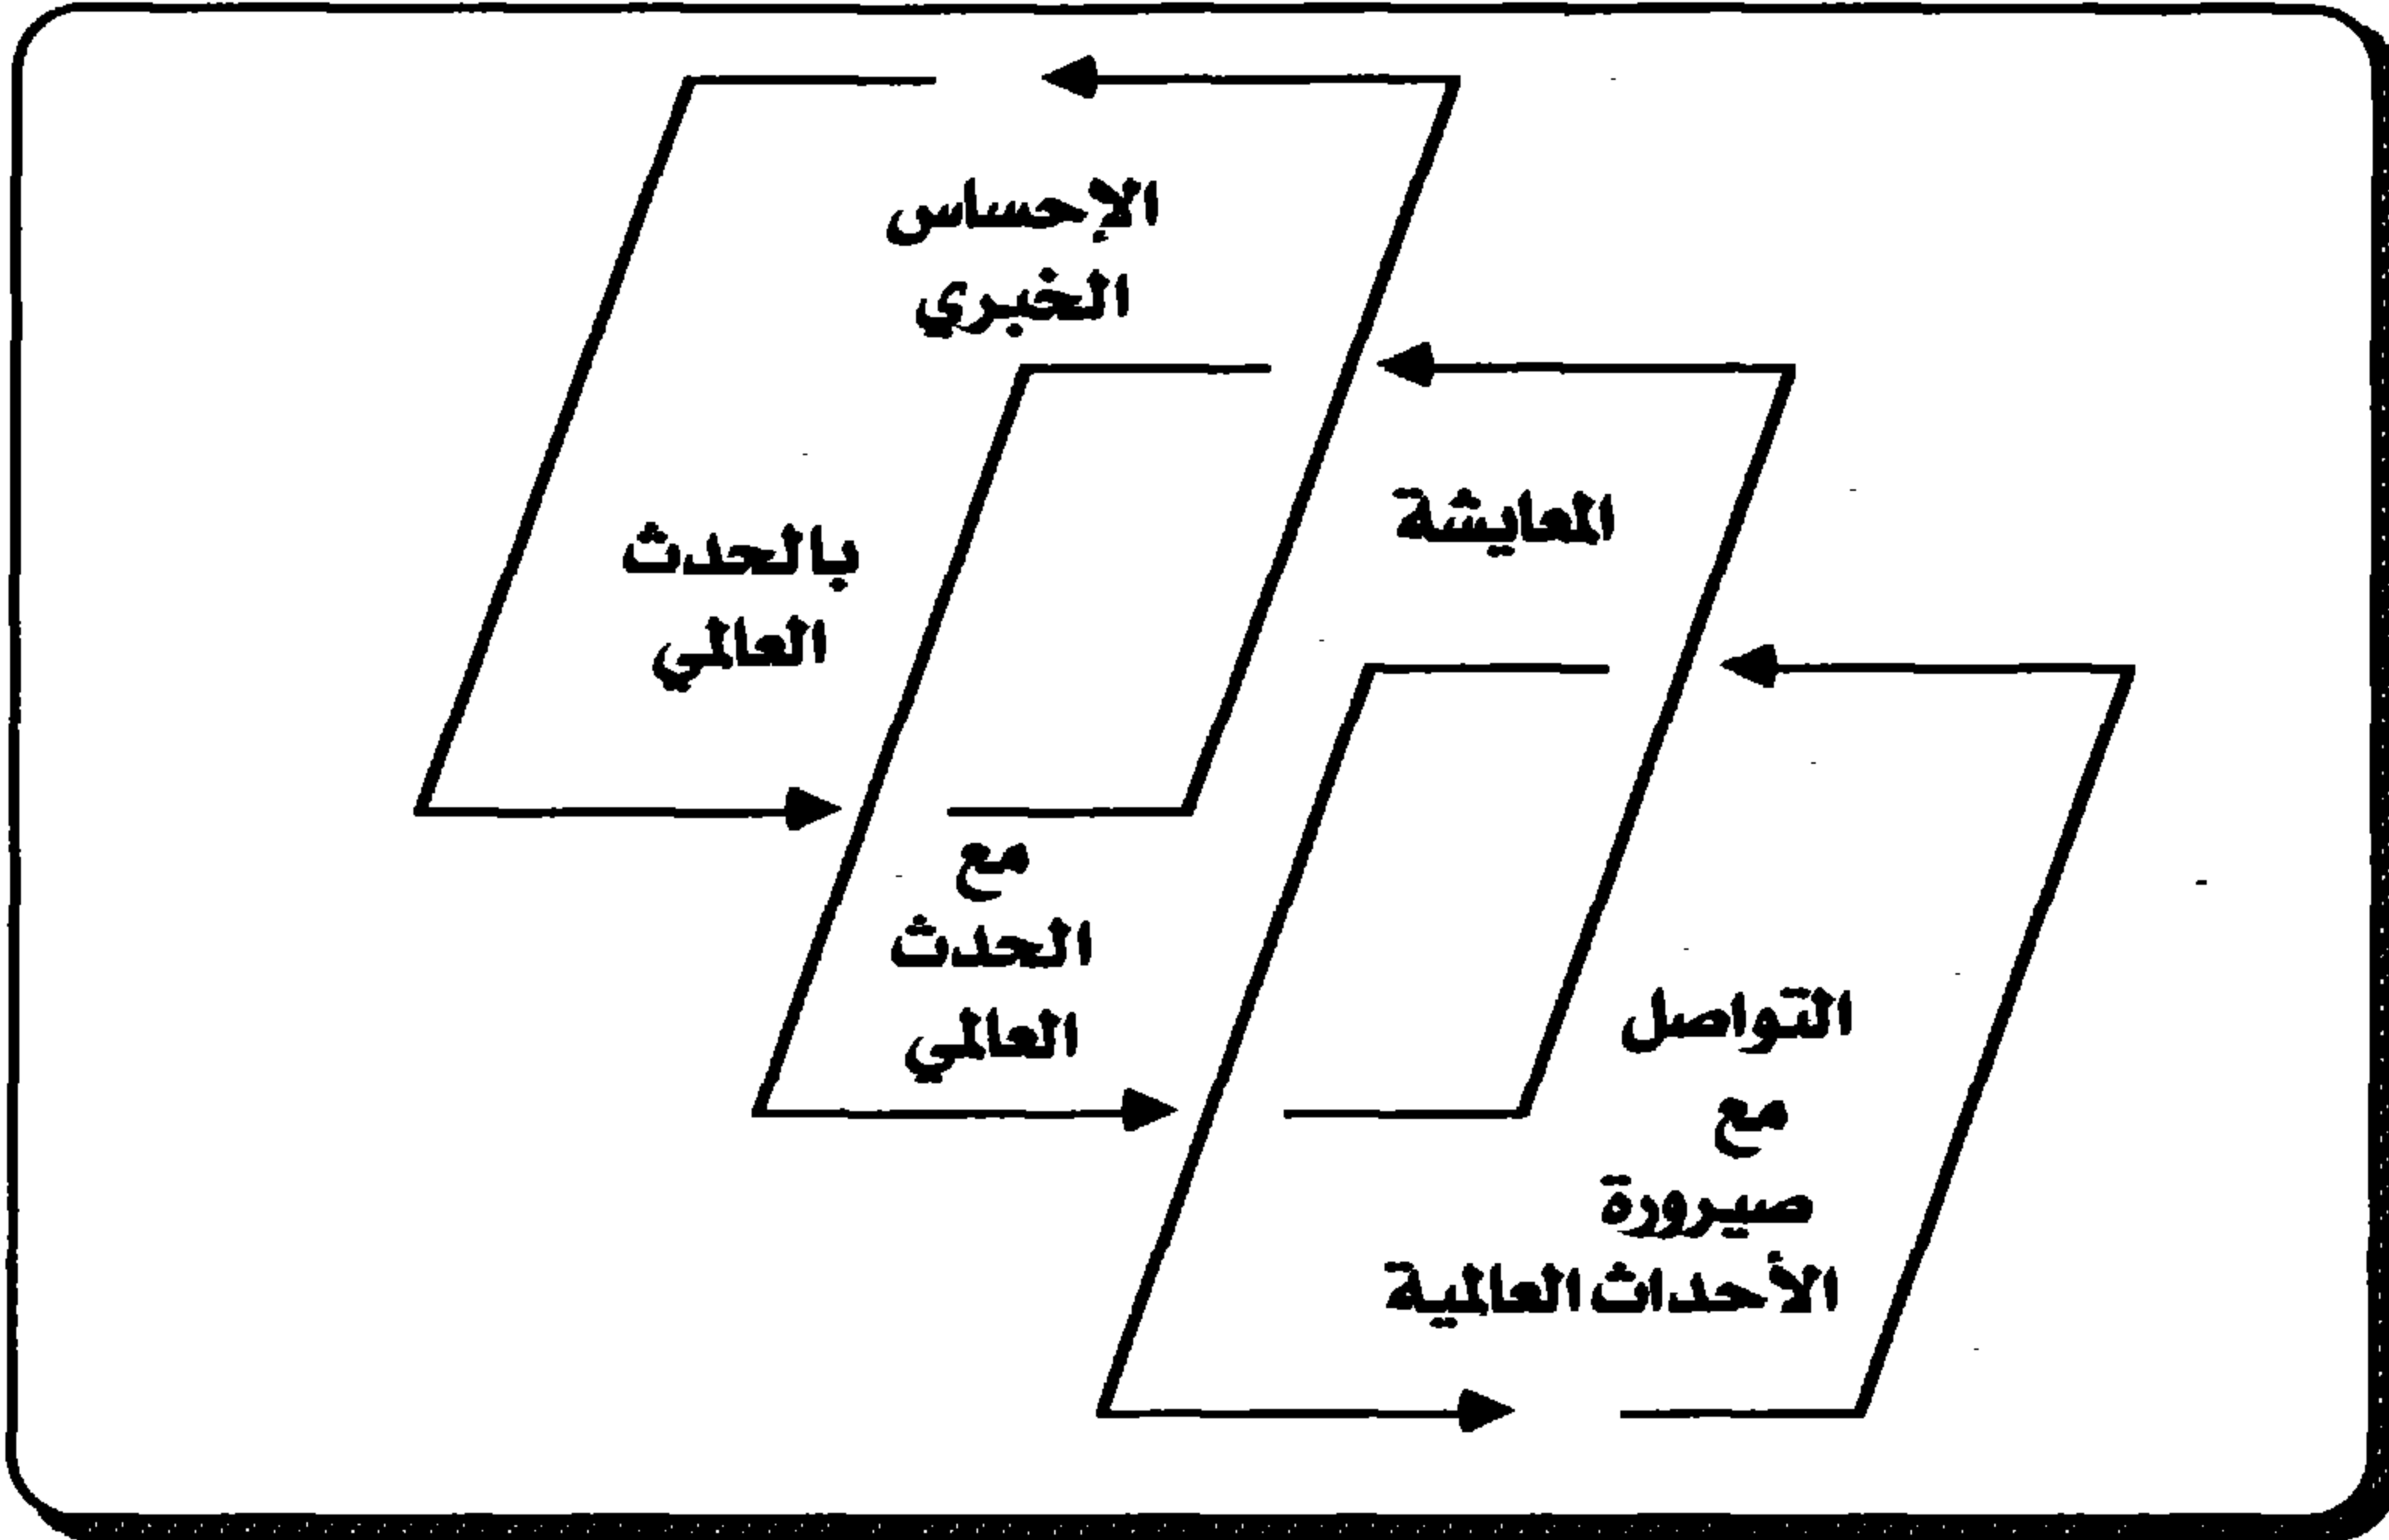 الإحساس
الخبري
بالحدث
العالمي
المعايشة
مع
الحدث
العالمي
التواصل
مع
صيرورة
الأحداث العالمية